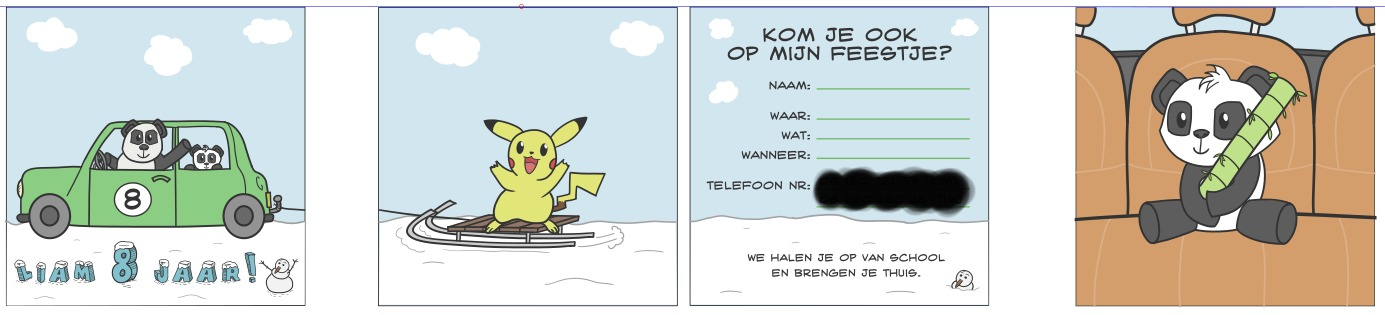 8
LIAM 8 JAAR!
KOM JE OOK
OP MIJN FEESTJE?
NAAM:
WAAR:
WAT:
WANNEER:
TELEFOON NR:
WE HALEN JE OP VAN SCHOOL
EN BRENGEN JE THUIS.